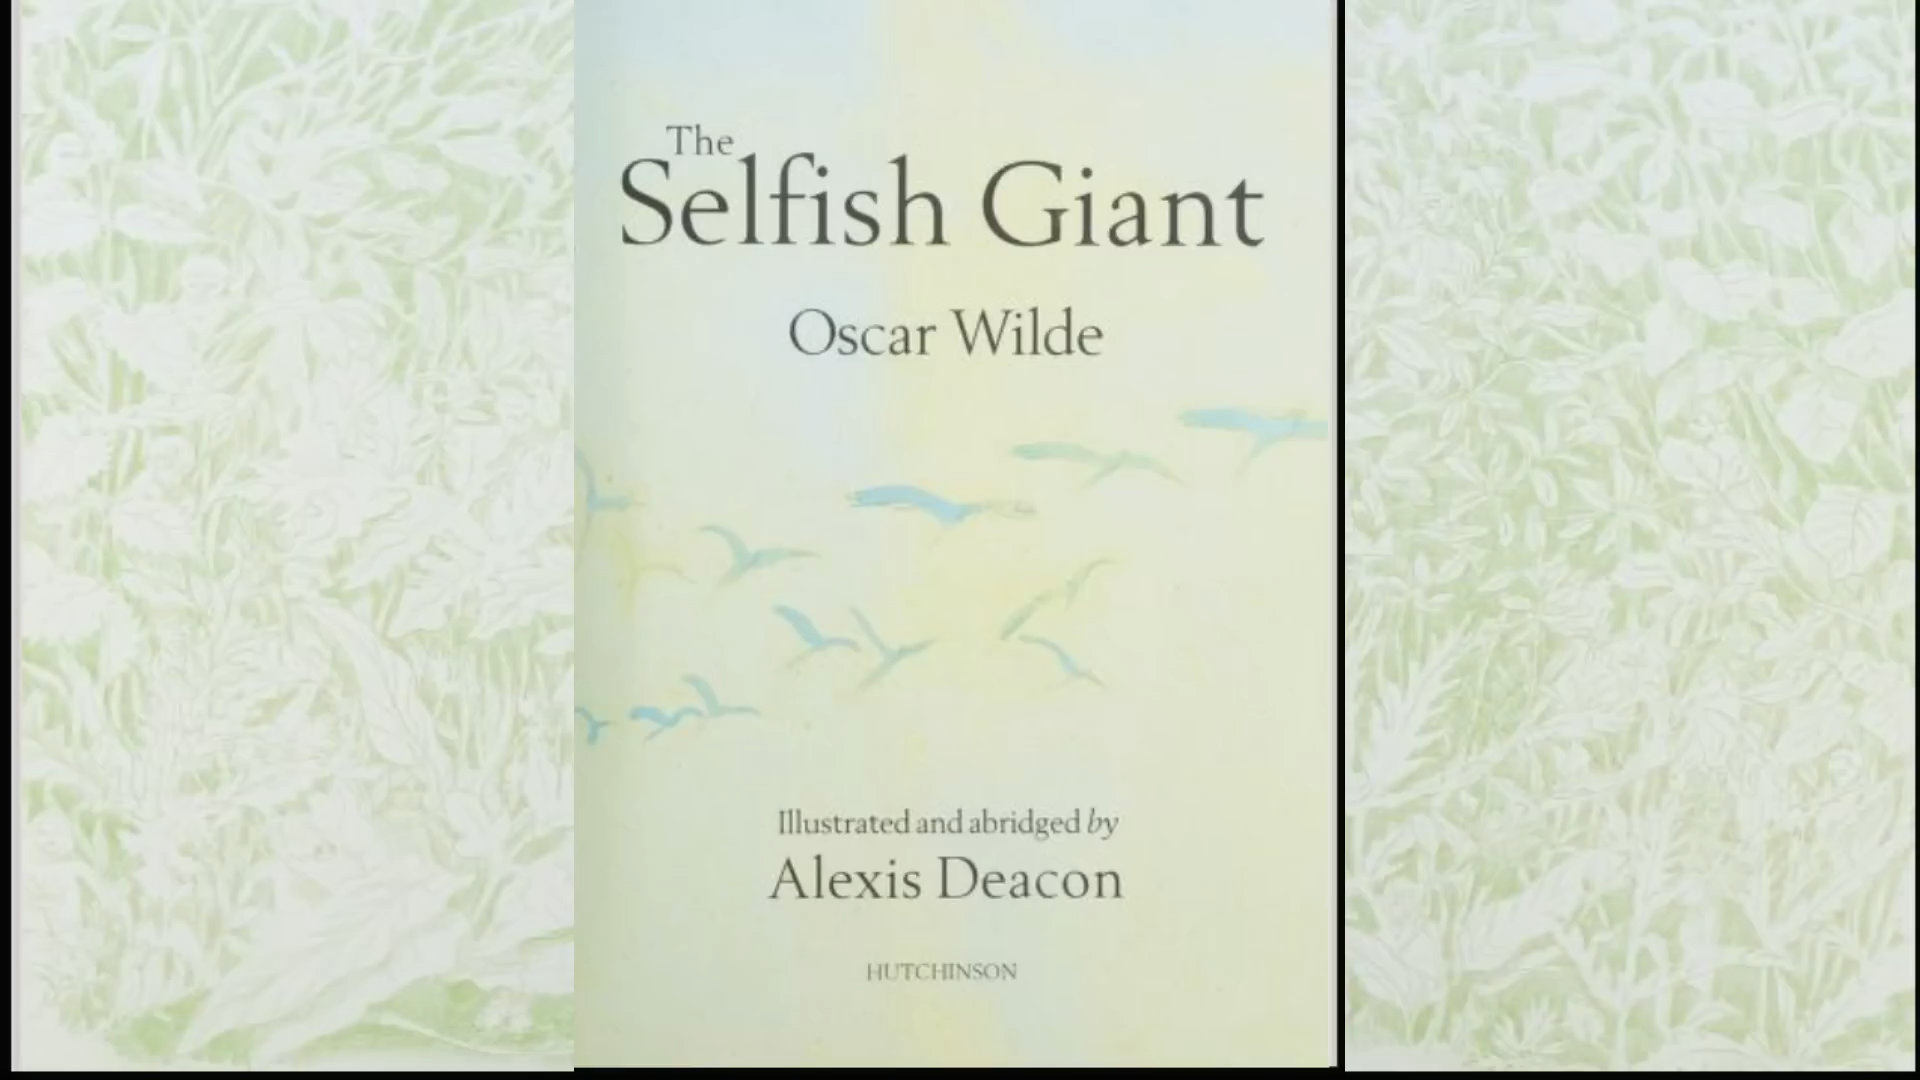 The
Selfish Giant
Oscar Wilde
Illustrated and abridged by
Alexis Deacon
HUTCHINSON